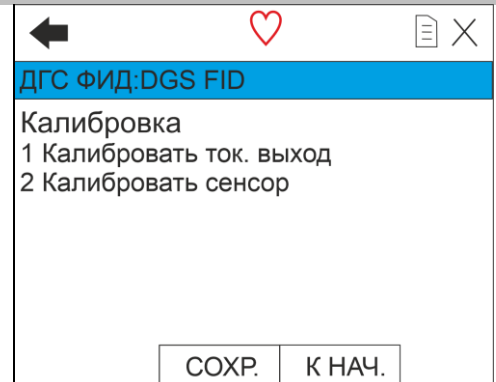 ДГС ФИД:DGS FID
Калибровка
1 Калибровать ток. выход
2 Калибровать сенсор
СОХР. К НАЧ.